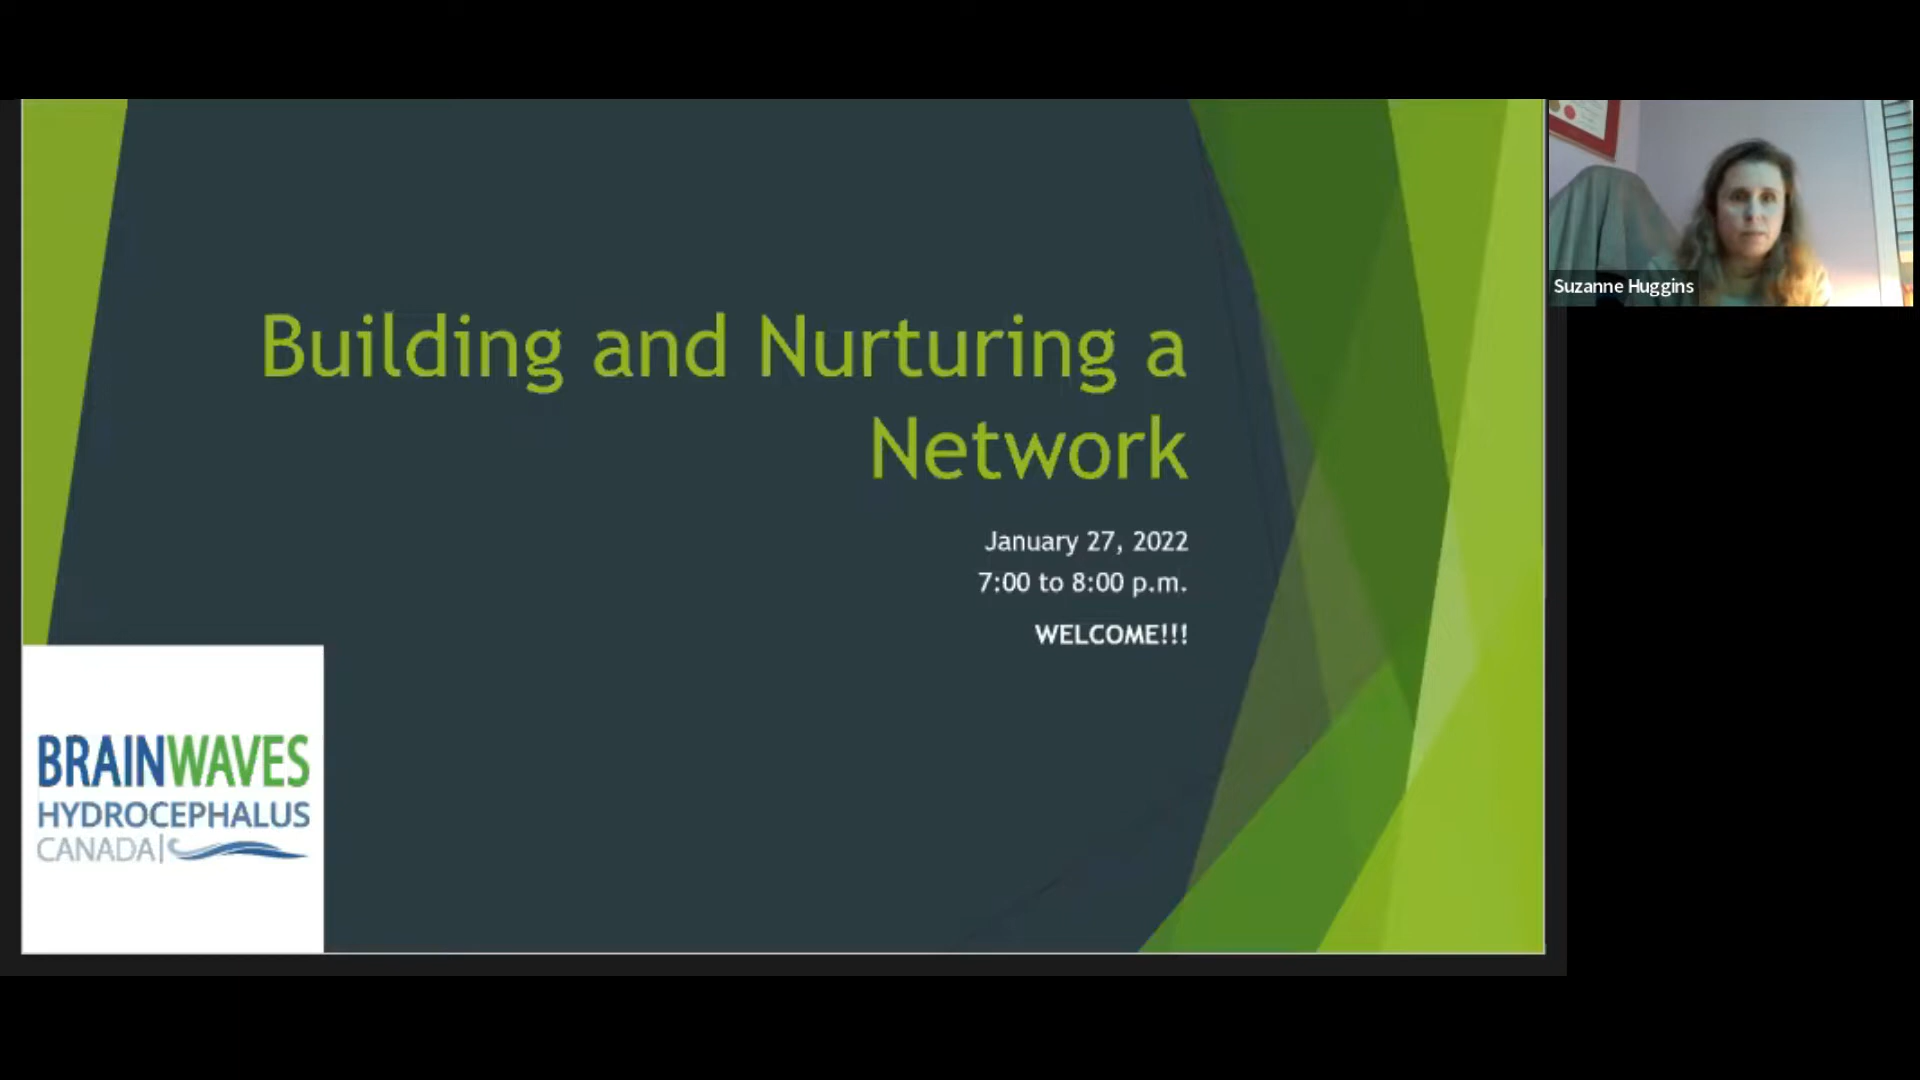 Building and Nurturing a
Network
January 27, 2022
7:00 to 8:00 p.m.
WELCOME!!!
BRAINWAVES
HYDROCEPHALUS
CANADA
Suzanne Huggins